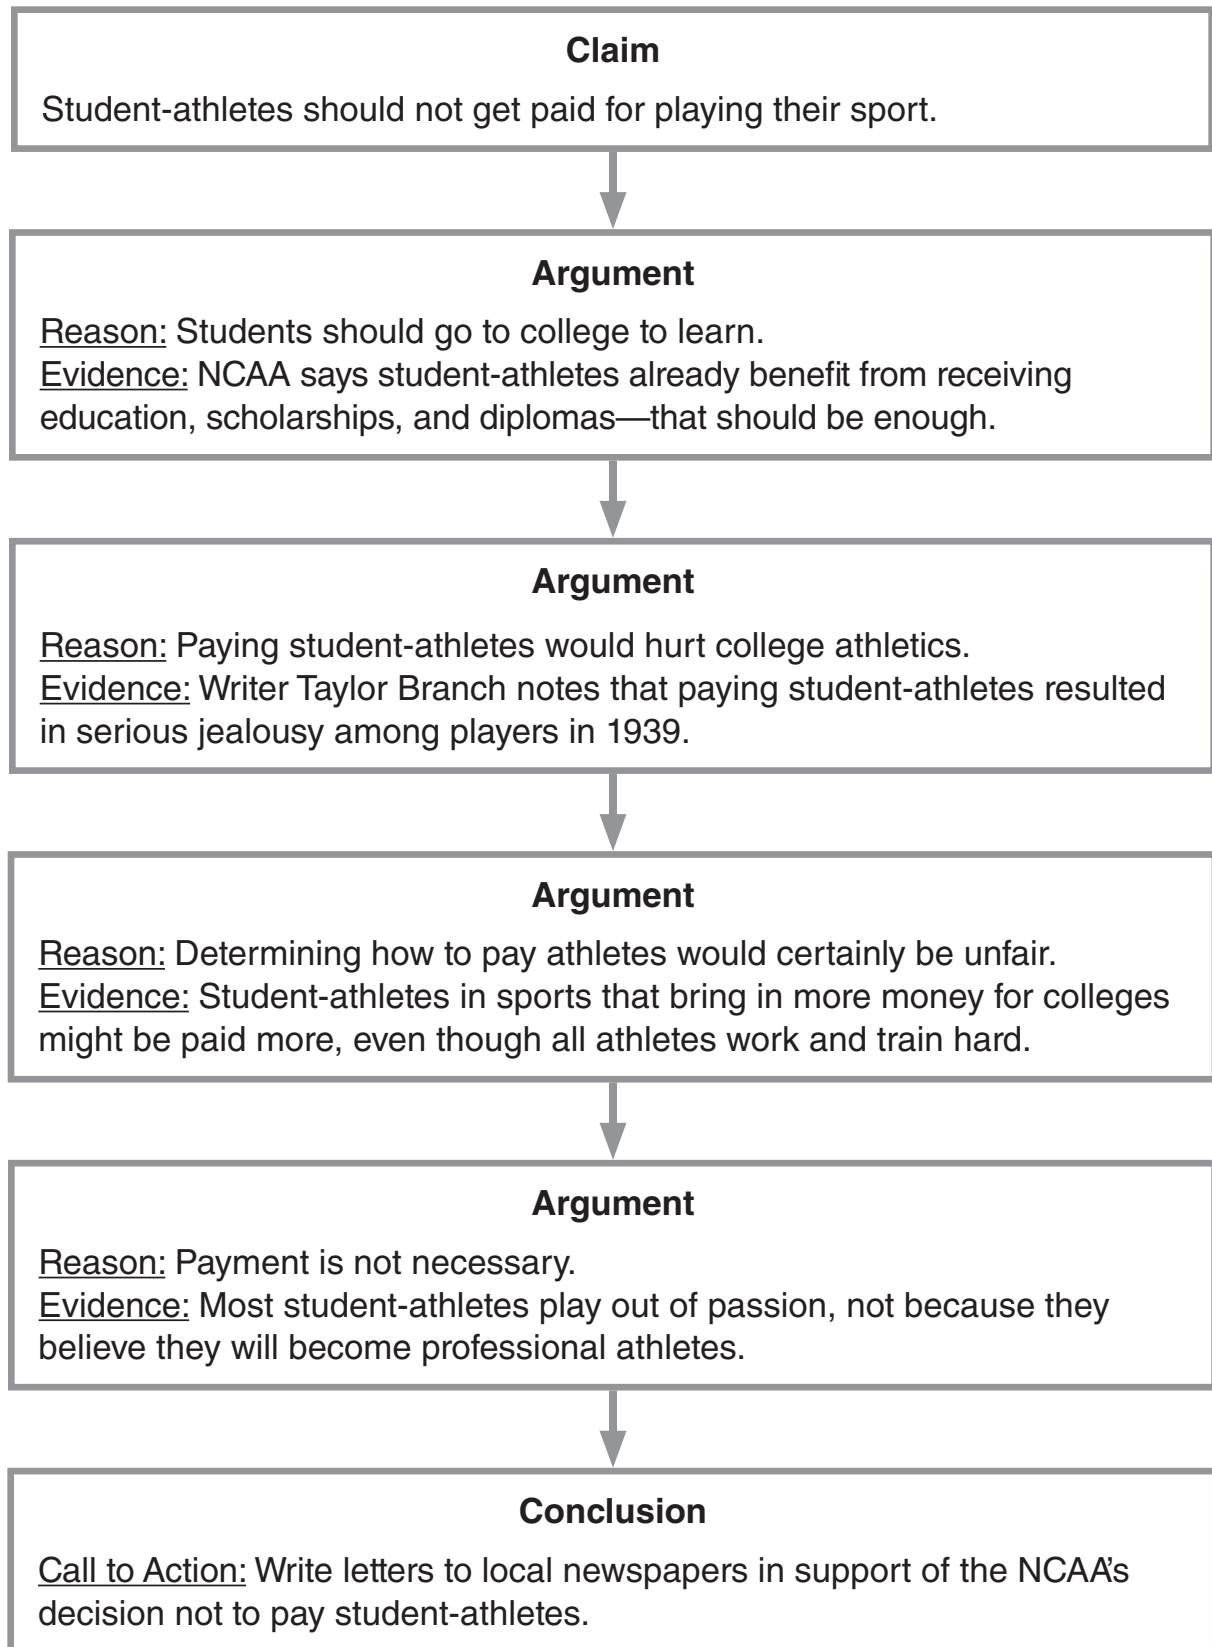 Claim
Student-athletes should not get paid for playing their sport.
Argument
Reason: Students should go to college to learn.
Evidence: NCAA says student-athletes already benefit from receiving
education, scholarships, and diplomas—that should be enough.
Argument
Reason: Paying student-athletes would hurt college athletics.
Evidence: Writer Taylor Branch notes that paying student-athletes resulted
in serious jealousy among players in 1939.
Argument
Reason: Determining how to pay athletes would certainly be unfair.
Evidence: Student-athletes in sports that bring in more money for colleges
might be paid more, even though all athletes work and train hard.
Argument
Reason: Payment is not necessary.
Evidence: Most student-athletes play out of passion, not because they
believe they will become professional athletes.
Conclusion
Call to Action: Write letters to local newspapers in support of the NCAA’s
decision not to pay student-athletes.